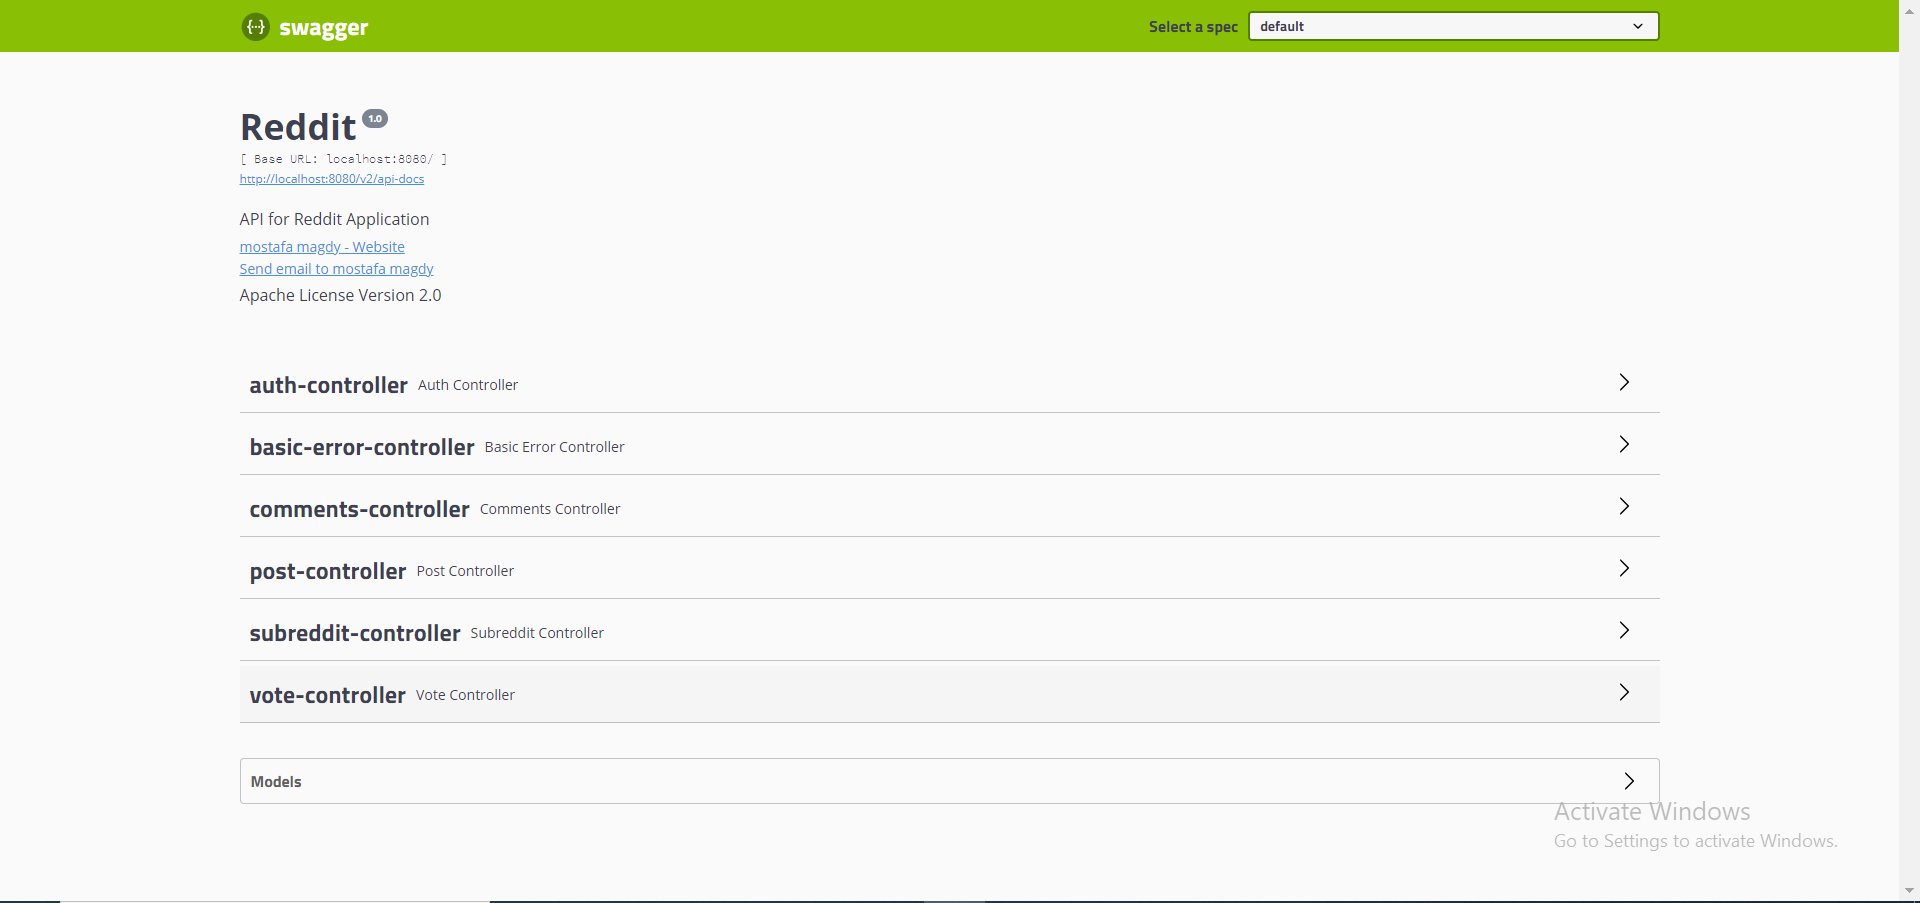 {···} swagger
Select a spec default
Reddit 1.0
[ Base URL: localhost:8080/ ]
http://localhost:8080/v2/api-docs
API for Reddit Application
mostafa magdy - Website
Send email to mostafa magdy
Apache License Version 2.0
auth-controller Auth Controller
basic-error-controller Basic Error Controller
comments-controller Comments Controller
post-controller Post Controller
subreddit-controller Subreddit Controller
vote-controller Vote Controller
Models
Activate Windows
Go to Settings to activate Windows.